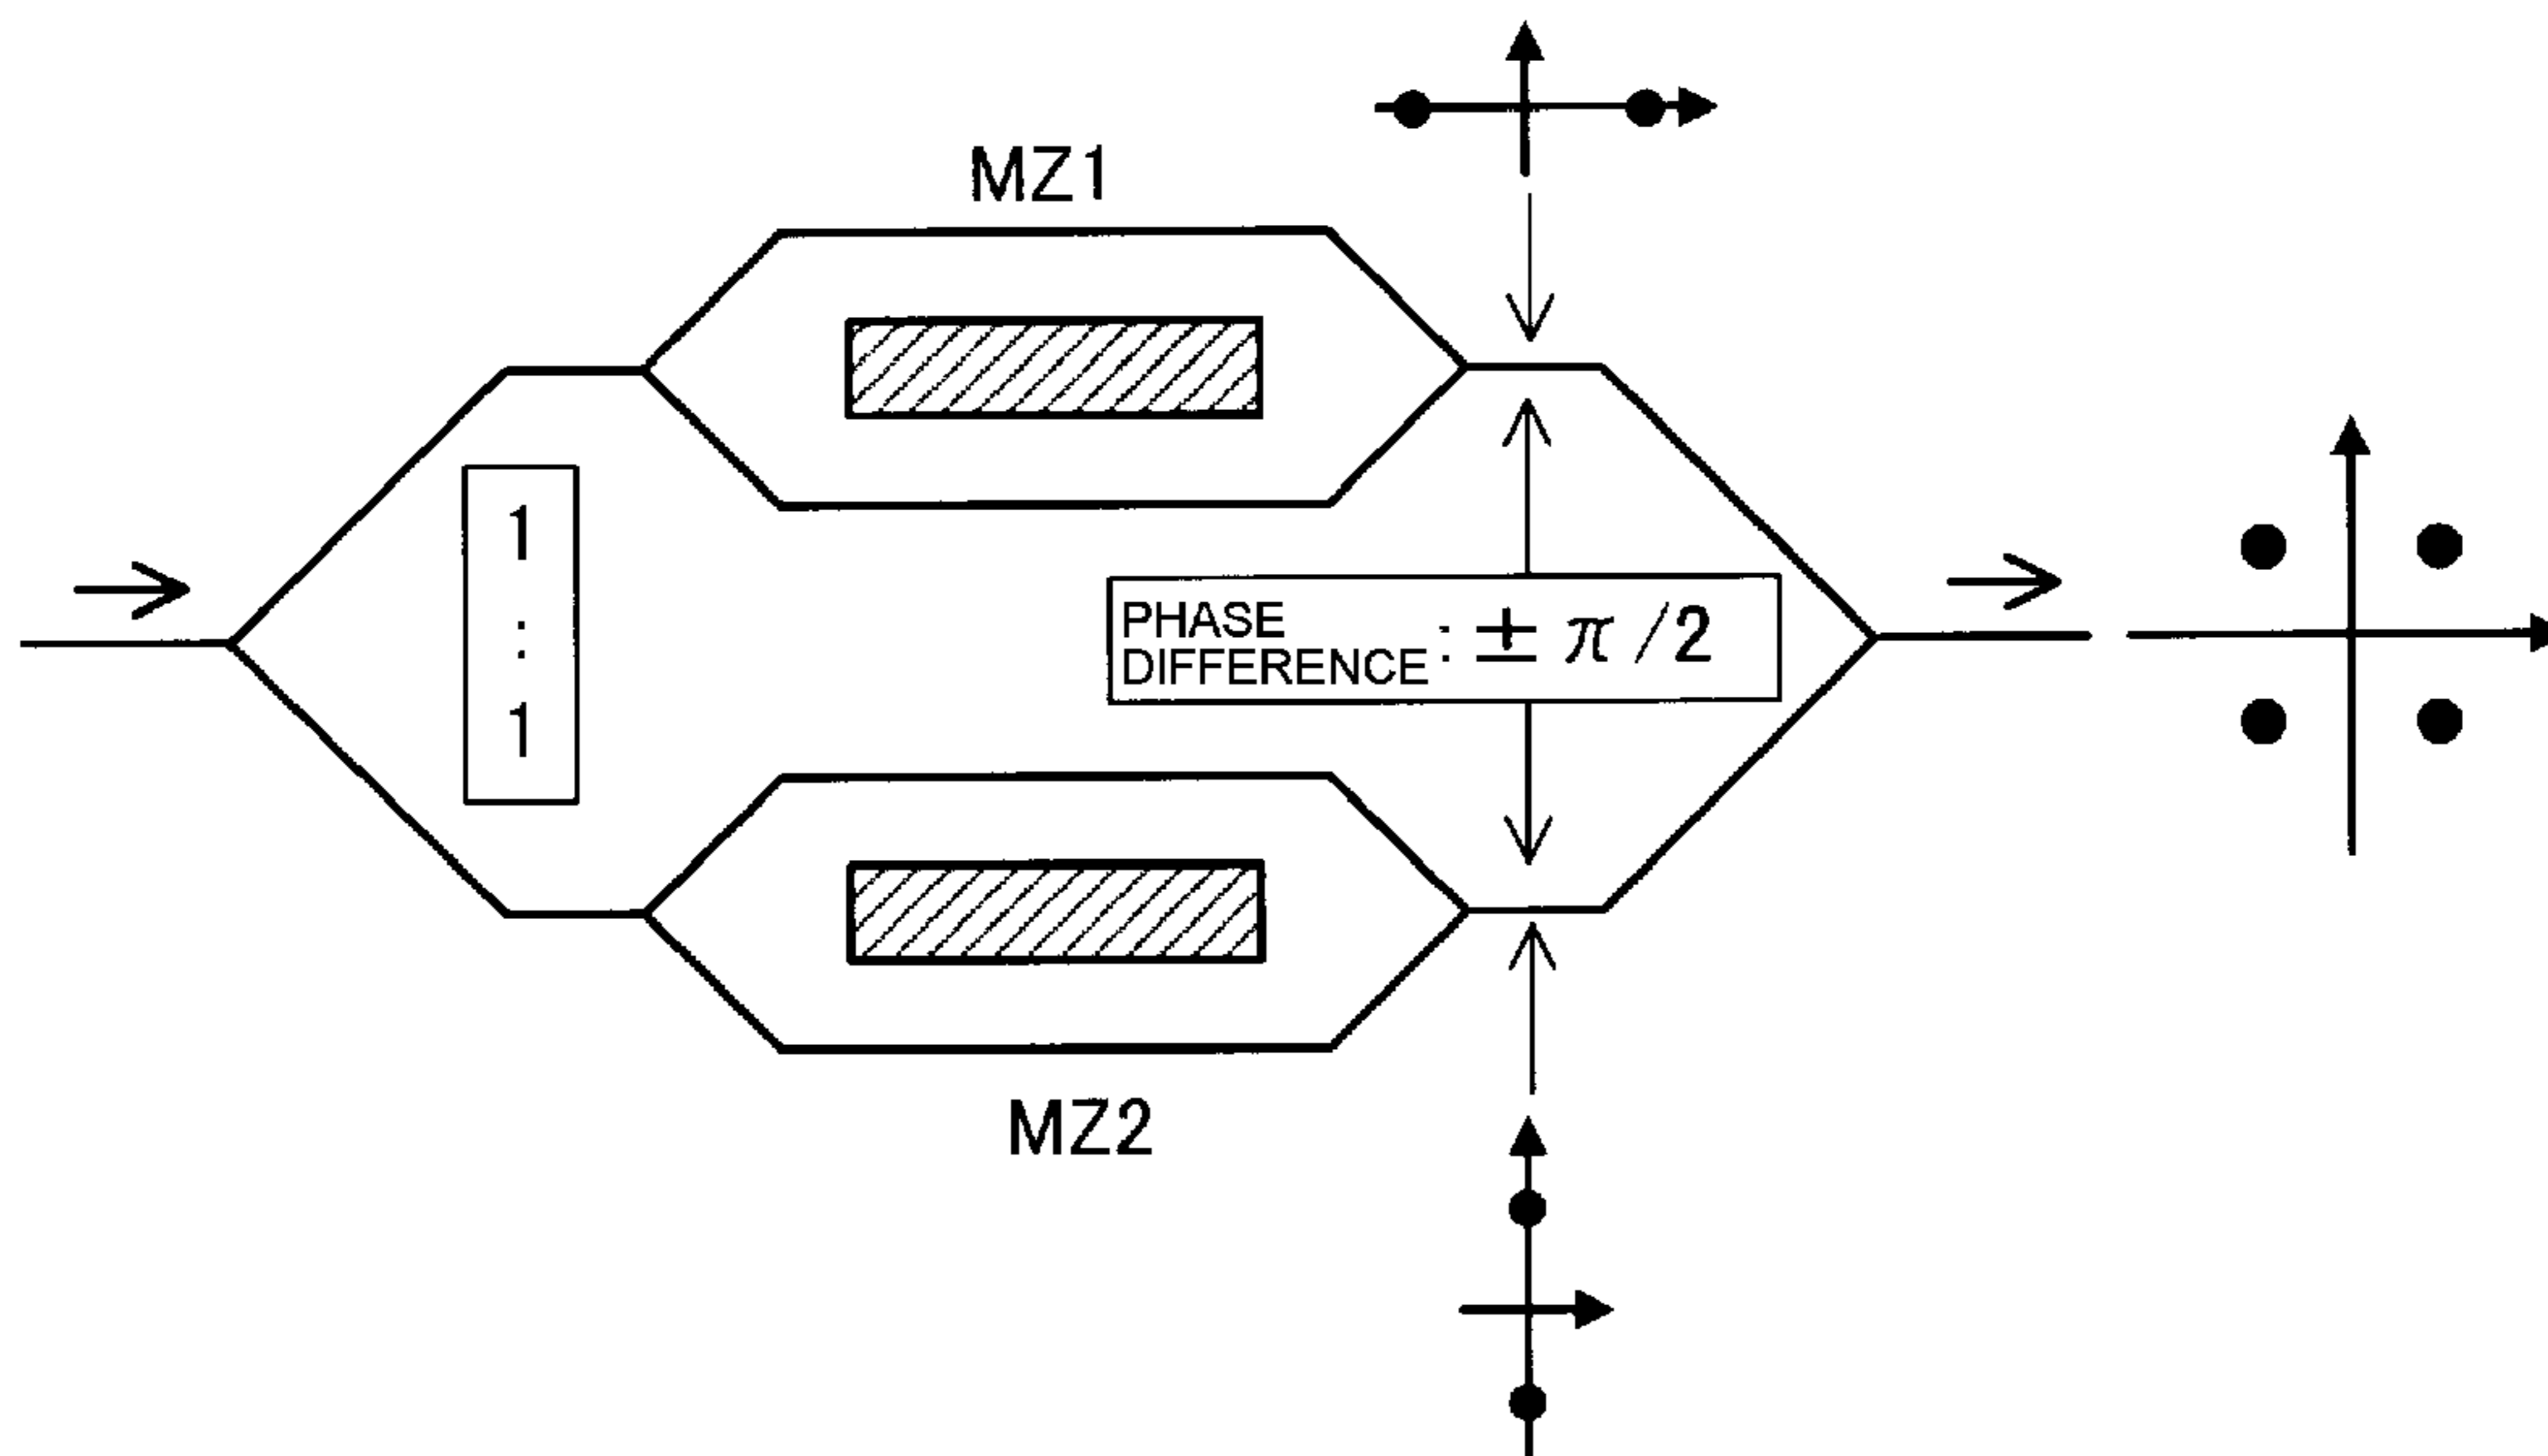 MZ1
1
:
1
PHASE
DIFFERENCE : ± π/2
MZ2